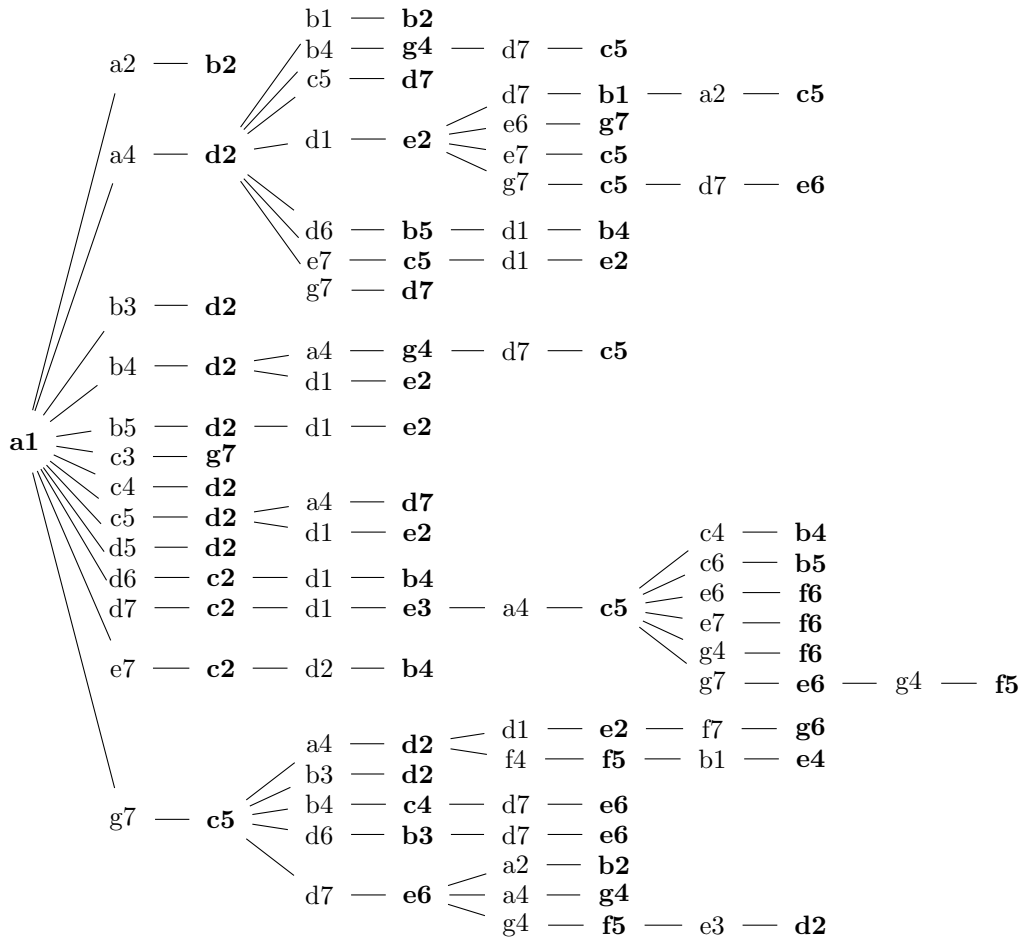 b1 b2
b4 g4 d7 c5
a2 b2
c5 d7
d7 b1 a2 c5
e6 g7
d1 e2
a4 d2
e7 c5
g7 c5 d7 e6
d6 b5 d1 b4
e7 c5 d1 e2
g7 d7
b3 d2
a4 g4 d7 c5
b4 d2
d1 e2
b5 d2 d1 e2
a1
c3 g7
c4 d2
a4 d7
c5 d2
d1 e2
c4 b4
d5 d2
c6 b5
d6 c2 d1 b4
e6 f6
d7 c2 d1 e3 a4 c5
e7 f6
g4 f6
e7 c2 d2 b4
g7 e6 g4 f5
d1 e2 f7 g6
a4 d2
f4 f5 b1 e4
b3 d2
b4 c4 d7 e6
g7 c5
d6 b3 d7 e6
a2 b2
d7 e6 a4 g4
g4 f5 e3 d2